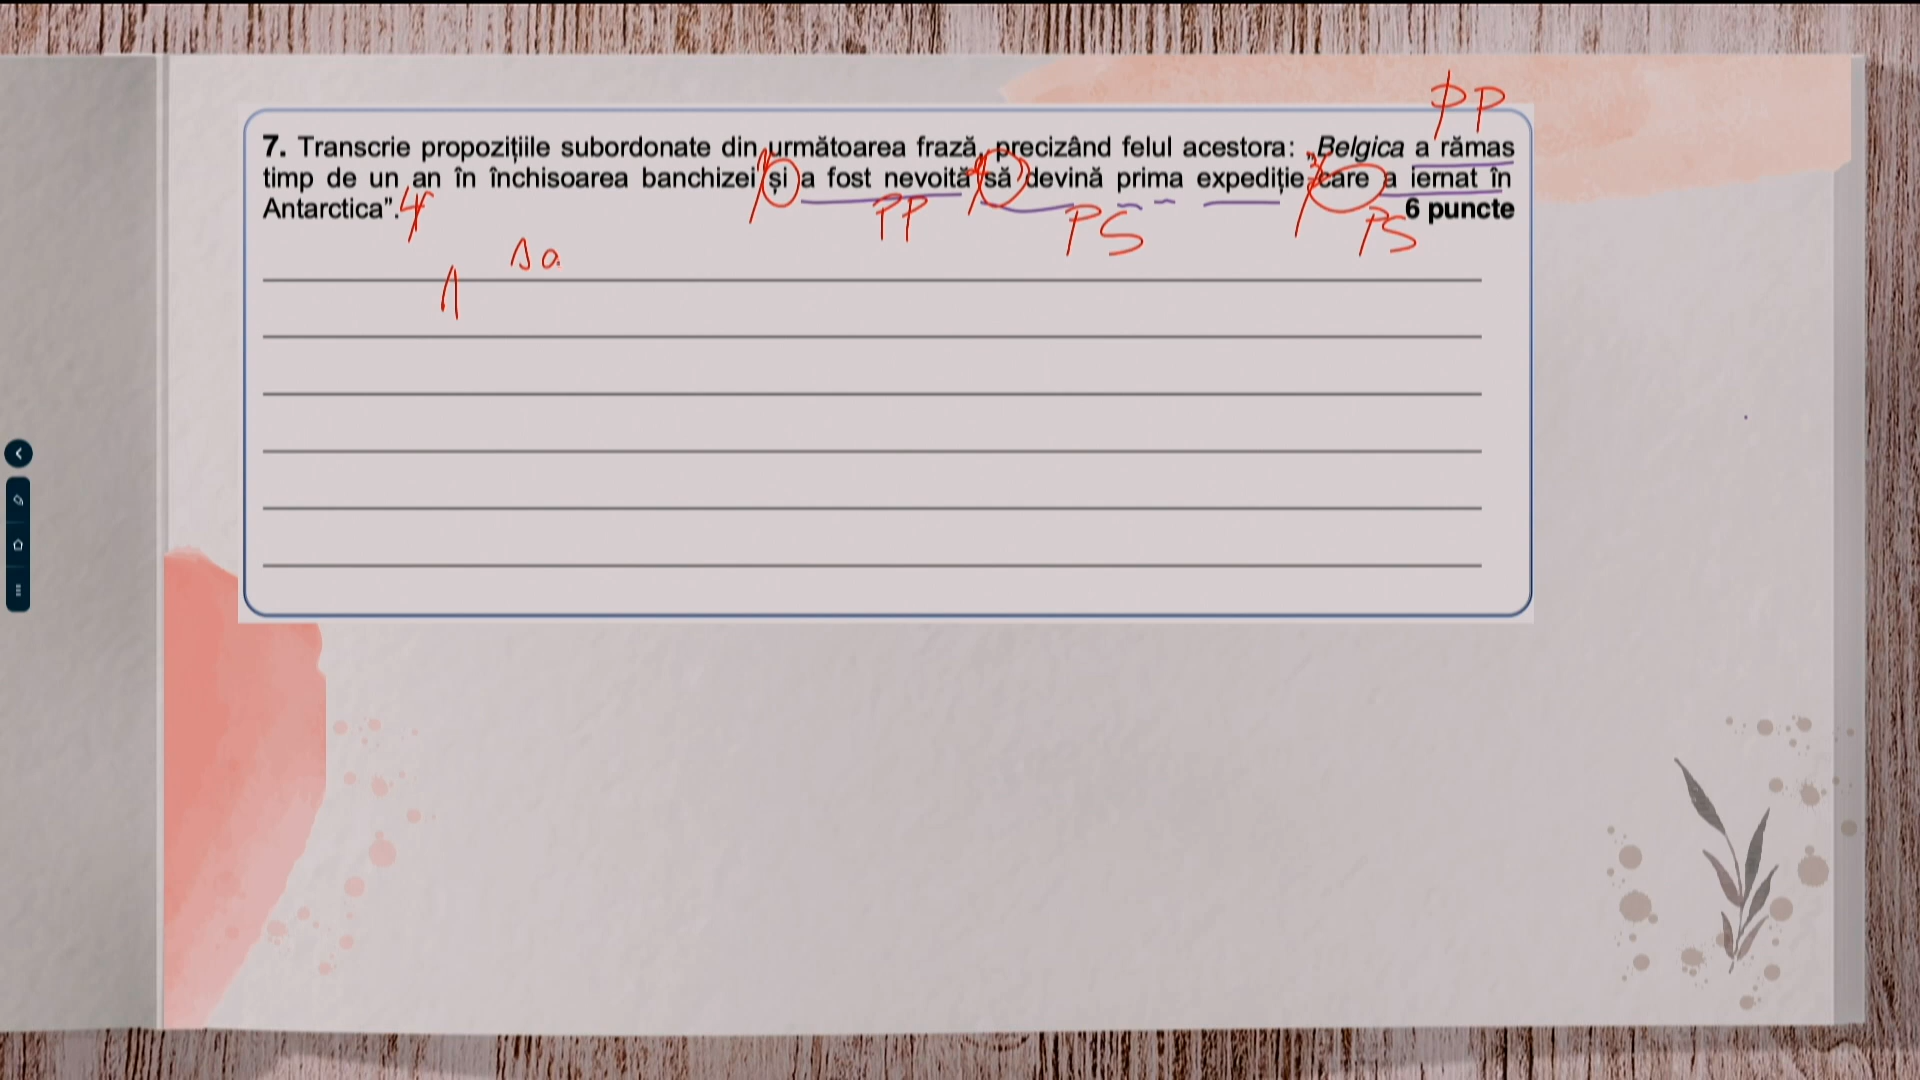 PP
7. Transcrie propozițiile subordonate din următoarea frază, precizând felul acestora: „Belgica a rămas
timp de un an în închisoarea banchizei și a fost nevoită să devină prima expediție care a iernat în
Antarctica”.
6 puncte
PP
PS
PS